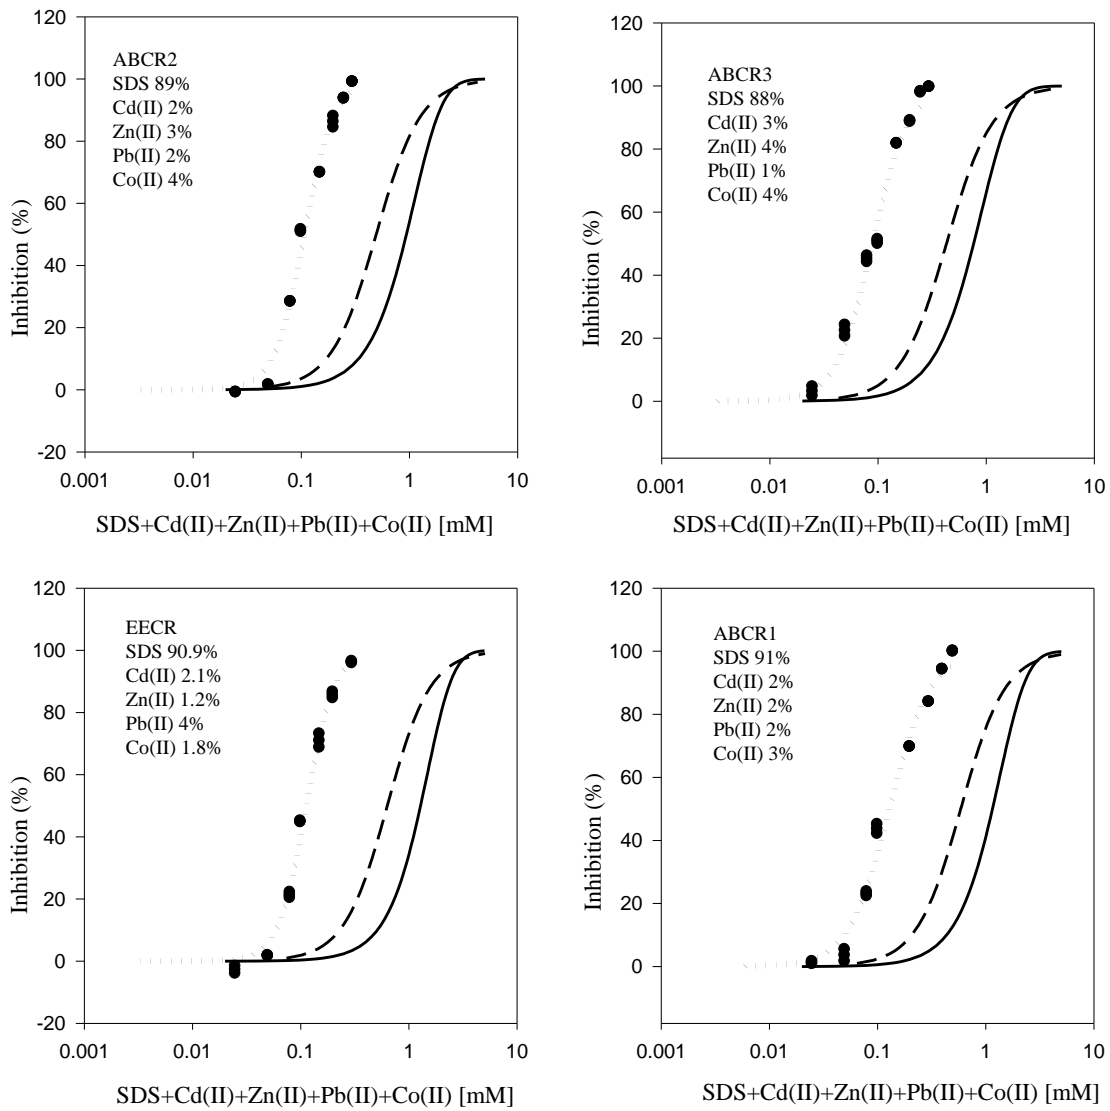 120
100
80
60
40
20
0
-20
Inhibition (%)
ABCR2
SDS 89%
Cd(II) 2%
Zn(II) 3%
Pb(II) 2%
Co(II) 4%
0.001 0.01 0.1 1 10
SDS+Cd(II)+Zn(II)+Pb(II)+Co(II) [mM]
120
100
80
60
40
20
0
Inhibition (%)
ABCR3
SDS 88%
Cd(II) 3%
Zn(II) 4%
Pb(II) 1%
Co(II) 4%
0.001 0.01 0.1 1 10
SDS+Cd(II)+Zn(II)+Pb(II)+Co(II) [mM]
120
100
80
60
40
20
0
-20
Inhibition (%)
EECR
SDS 90.9%
Cd(II) 2.1%
Zn(II) 1.2%
Pb(II) 4%
Co(II) 1.8%
0.001 0.01 0.1 1 10
SDS+Cd(II)+Zn(II)+Pb(II)+Co(II) [mM]
120
100
80
60
40
20
0
Inhibition (%)
ABCR1
SDS 91%
Cd(II) 2%
Zn(II) 2%
Pb(II) 2%
Co(II) 3%
0.001 0.01 0.1 1 10
SDS+Cd(II)+Zn(II)+Pb(II)+Co(II) [mM]